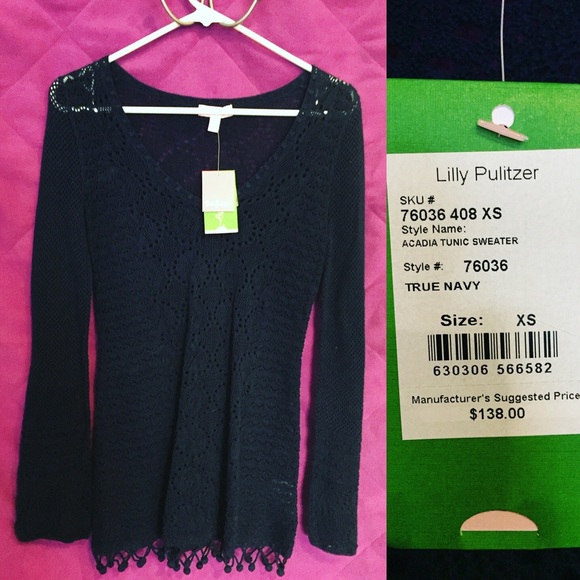 Lilly Pulitzer
SKU #
76036 408 XS
Style Name:
ACADIA TUNIC SWEATER
Style #: 76036
TRUE NAVY
Size: XS
630306 566582
Manufacturer's Suggested Price
$138.00